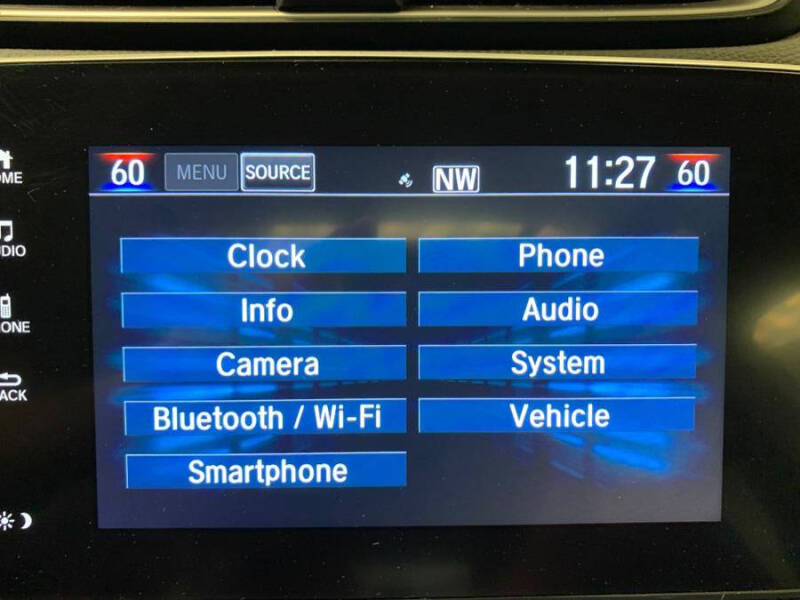 60 MENU SOURCE NW 11:27 60
Clock Phone
Info Audio
Camera System
Bluetooth / Wi-Fi Vehicle
Smartphone